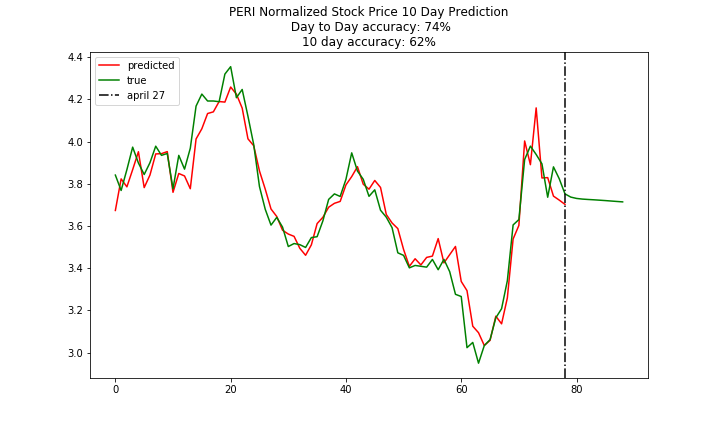 PERI Normalized Stock Price 10 Day Prediction
Day to Day accuracy: 74%
10 day accuracy: 62%
predicted
true
april 27
4.4
4.2
4.0
3.8
3.6
3.4
3.2
3.0
0 20 40 60 80